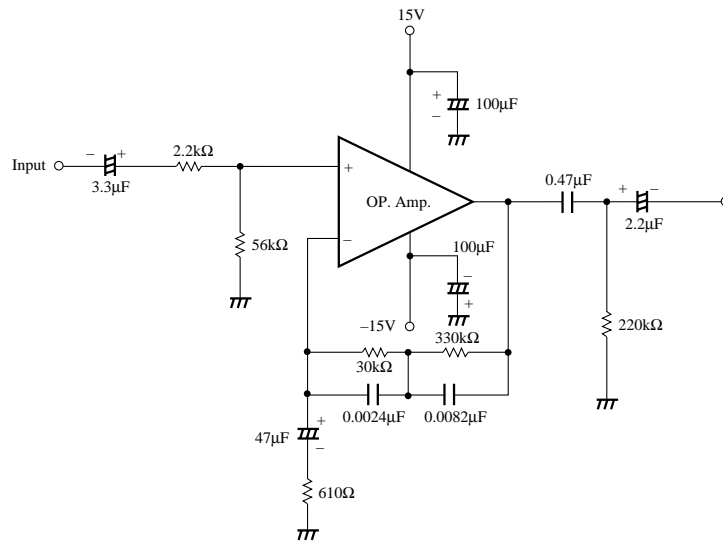 15V
+
–
100µF
Input
–
+
3.3µF
2.2kΩ
56kΩ
+
OP. Amp.
–
0.47µF
+
–
2.2µF
100µF
–
+
–15V
220kΩ
30kΩ
330kΩ
0.0024µF
0.0082µF
47µF
+
–
610Ω